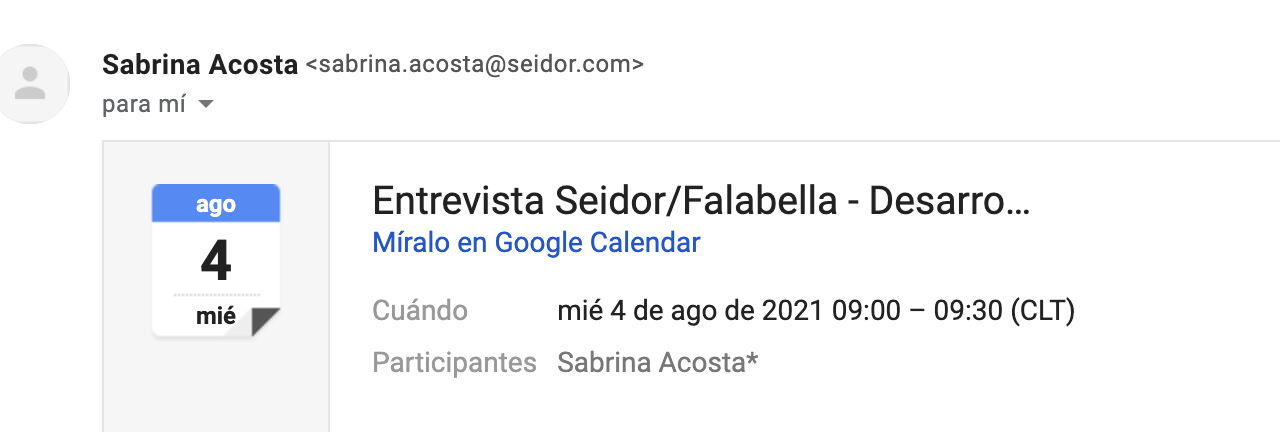 Sabrina Acosta <sabrina.acosta@seidor.com>
para mí
ago
4
mié
Entrevista Seidor/Falabella - Desarro...
Míralo en Google Calendar
Cuándo mié 4 de ago de 2021 09:00 – 09:30 (CLT)
Participantes Sabrina Acosta*